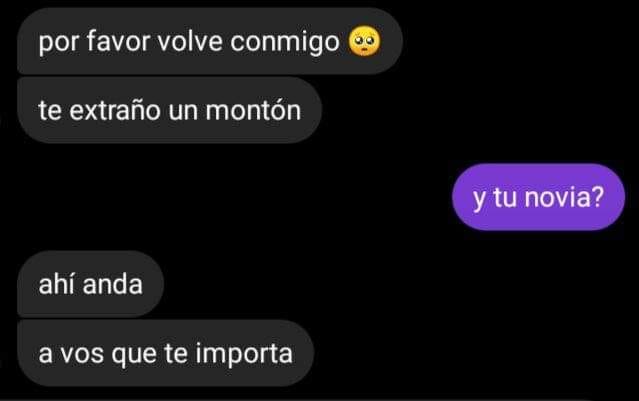 por favor volve conmigo 🥺
te extraño un montón
y tu novia?
ahí anda
a vos que te importa